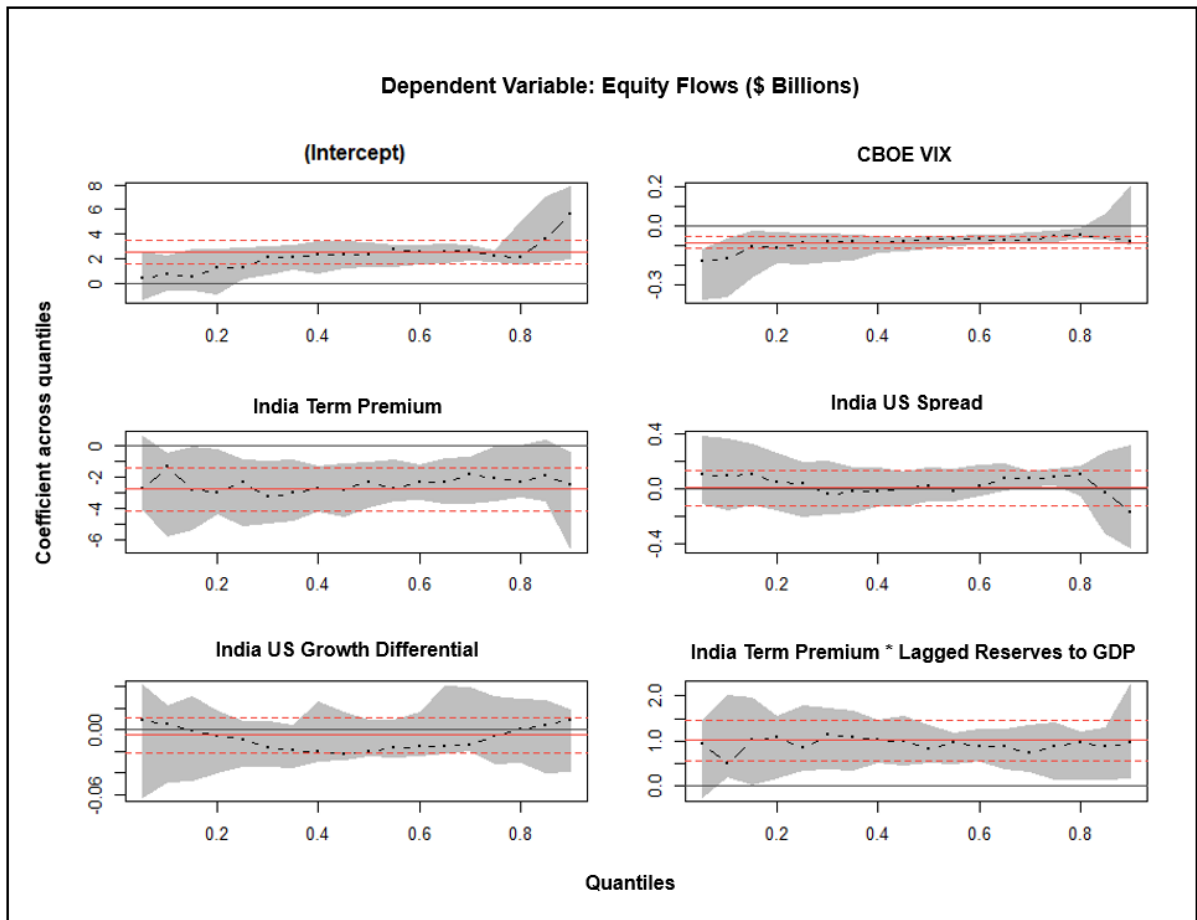 Dependent Variable: Equity Flows ($ Billions)
(Intercept)
CBOE VIX
8
6
4
2
0
0.2 0.4 0.6 0.8
0.2
0.0
-0.3
0.2 0.4 0.6 0.8
Coefficient across quantiles
India Term Premium
India US Spread
0
-2
-4
-6
0.2 0.4 0.6 0.8
0.4
0.0
-0.4
0.2 0.4 0.6 0.8
India US Growth Differential
India Term Premium * Lagged Reserves to GDP
0.00
-0.06
0.2 0.4 0.6 0.8
2.0
1.0
0.0
0.2 0.4 0.6 0.8
Quantiles